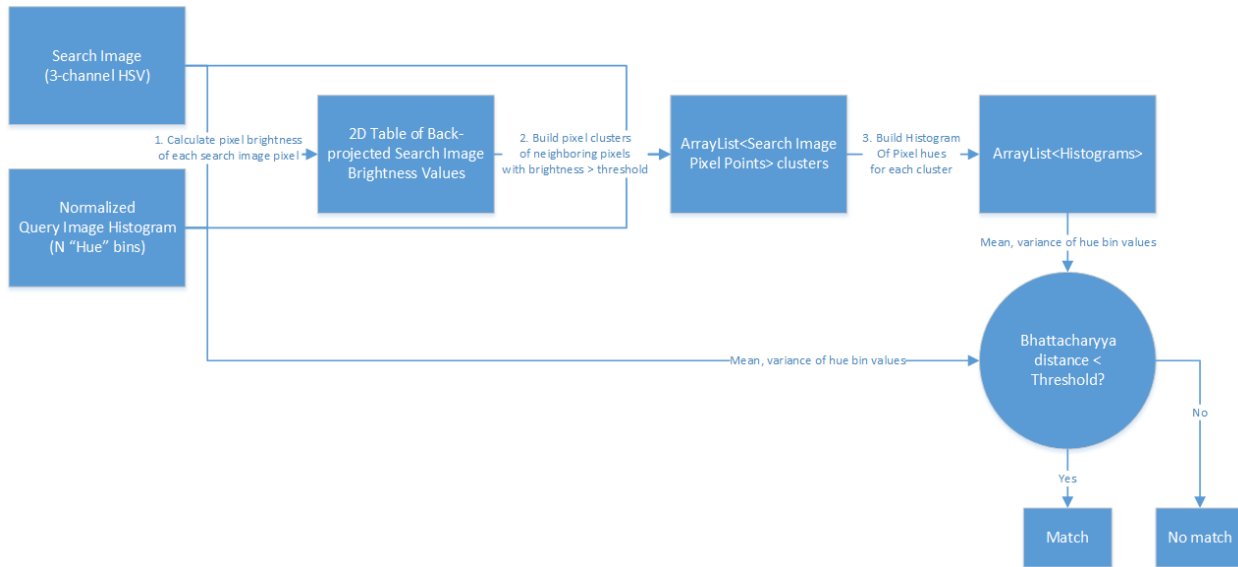 Search Image
(3-channel HSV)
1. Calculate pixel brightness
of each search image pixel
Normalized
Query Image Histogram
(N “Hue” bins)
2D Table of Back-
projected Search Image
Brightness Values
2. Build pixel clusters
of neighboring pixels
with brightness > threshold
ArrayList<Search Image
Pixel Points> clusters
3. Build Histogram
Of Pixel hues
for each cluster
ArrayList<Histograms>
Mean, variance of hue bin values
Mean, variance of hue bin values
Bhattacharyya
distance <
Threshold?
No
Yes
Match
No match